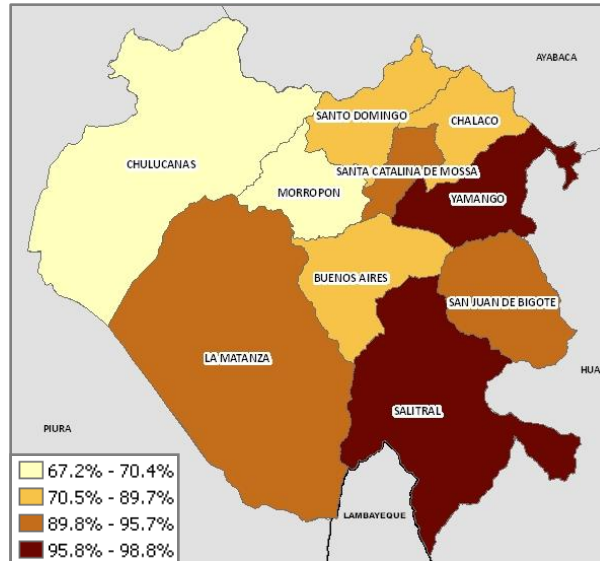 AYABACA
SANTO DOMINGO
CHALACO
CHULUCANAS
SANTA CATALINA DE MOSSA
MORROPON
YAMANGO
BUENOS AIRES
SAN JUAN DE BIGOTE
LA MATANZA
HUA
SALITRAL
PIURA
LAMBAYEQUE
67.2% - 70.4%
70.5% - 89.7%
89.8% - 95.7%
95.8% - 98.8%